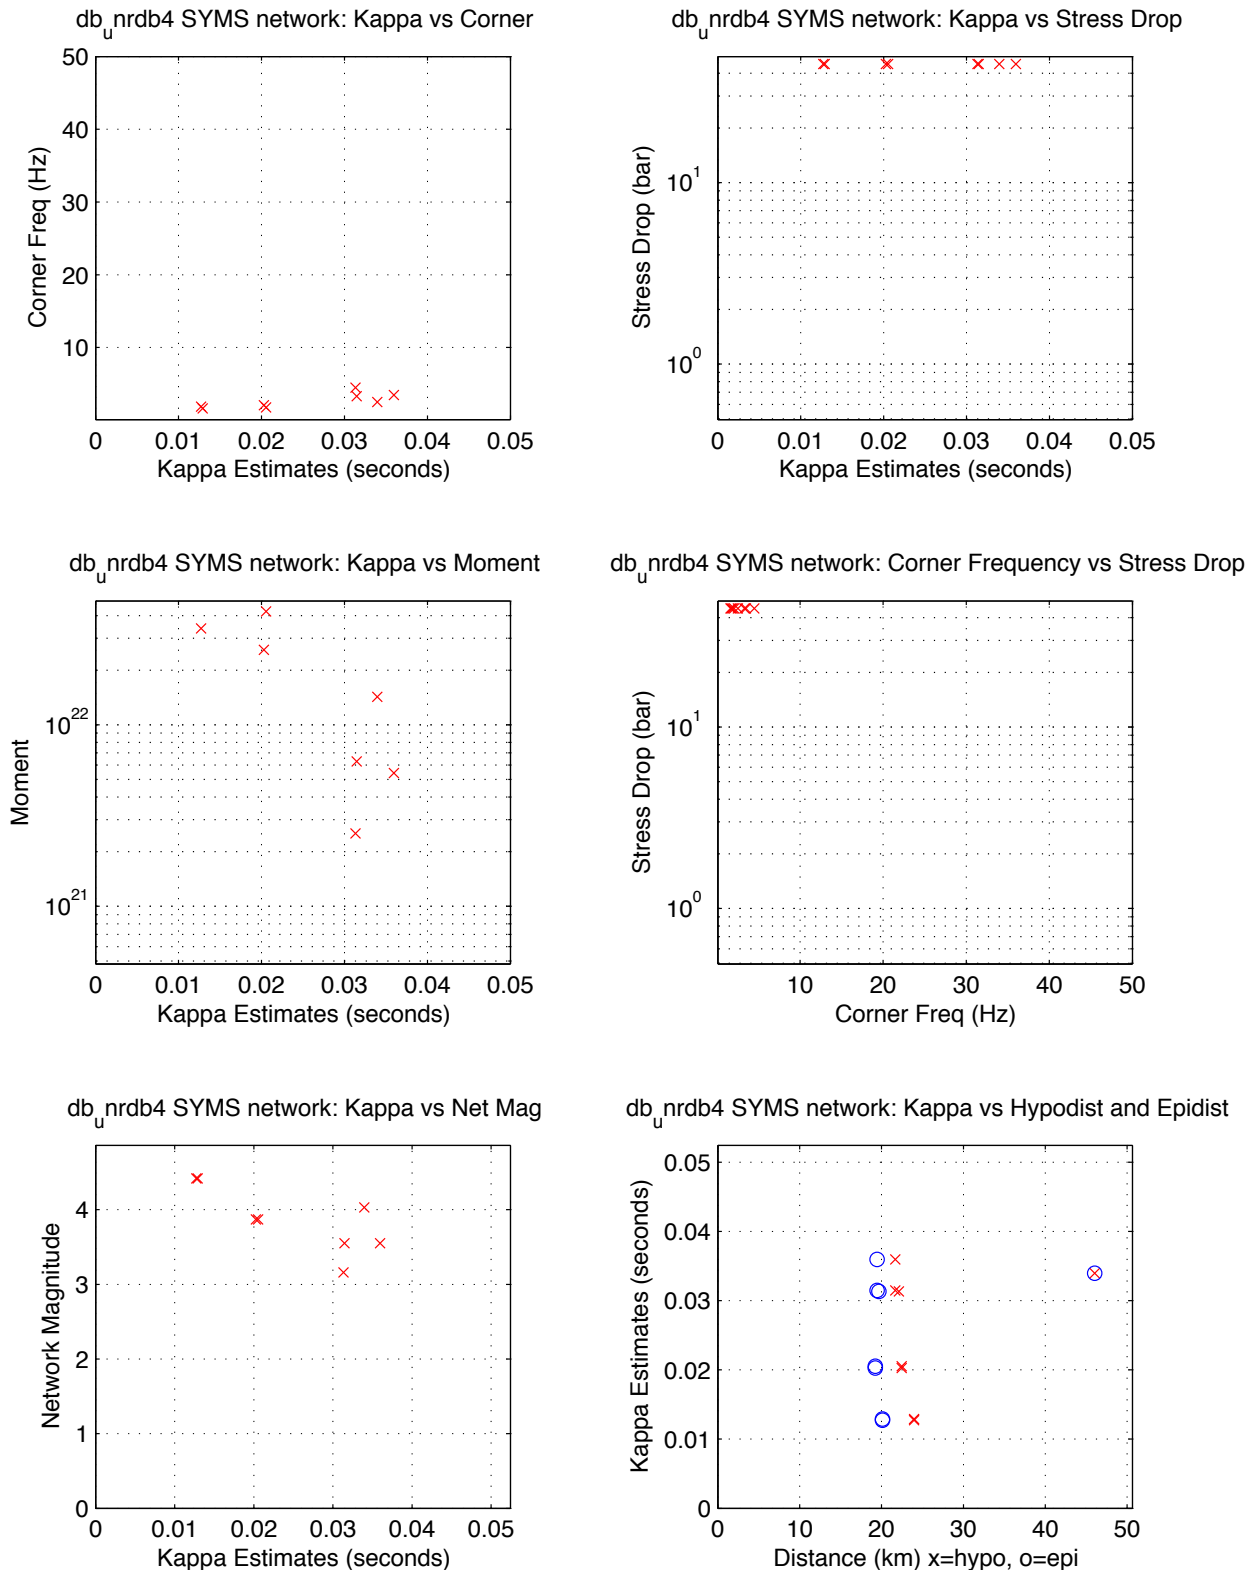 db_unrdb4 SYMS network: Kappa vs Corner
50
40
30
20
10
Corner Freq (Hz)
0 0.01 0.02 0.03 0.04 0.05
Kappa Estimates (seconds)
db_unrdb4 SYMS network: Kappa vs Stress Drop
10^1
10^0
Stress Drop (bar)
0 0.01 0.02 0.03 0.04 0.05
Kappa Estimates (seconds)
db_unrdb4 SYMS network: Kappa vs Moment
10^22
10^21
Moment
0 0.01 0.02 0.03 0.04 0.05
Kappa Estimates (seconds)
db_unrdb4 SYMS network: Corner Frequency vs Stress Drop
10^1
10^0
Stress Drop (bar)
10 20 30 40 50
Corner Freq (Hz)
db_unrdb4 SYMS network: Kappa vs Net Mag
4
3
2
1
0
Network Magnitude
0 0.01 0.02 0.03 0.04 0.05
Kappa Estimates (seconds)
db_unrdb4 SYMS network: Kappa vs Hypodist and Epidist
0.05
0.04
0.03
0.02
0.01
0
Kappa Estimates (seconds)
0 10 20 30 40 50
Distance (km) x=hypo, o=epi